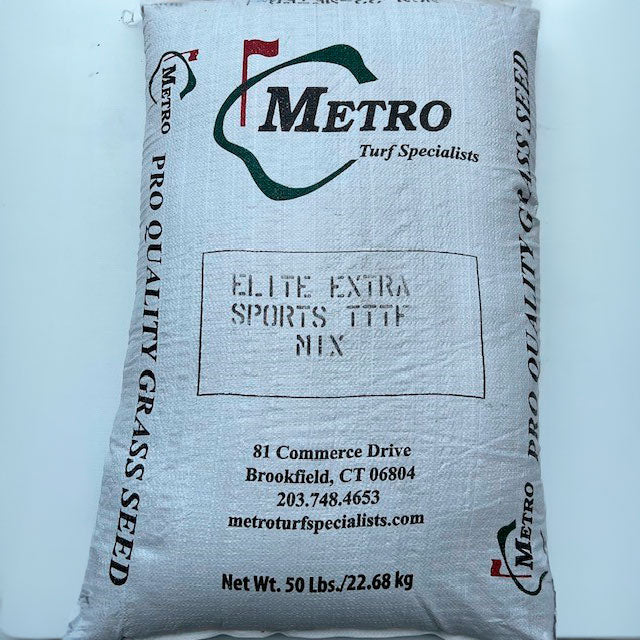 METRO
Turf Specialists
ELITE EXTRA
SPORTS TTTF
MIX
81 Commerce Drive
Brookfield, CT 06804
203.748.4653
metroturfspecialists.com
Net Wt. 50 Lbs./22.68 kg
METRO PRO QUALITY GRASS SEED
METRO PRO QUALITY GRASS SEED